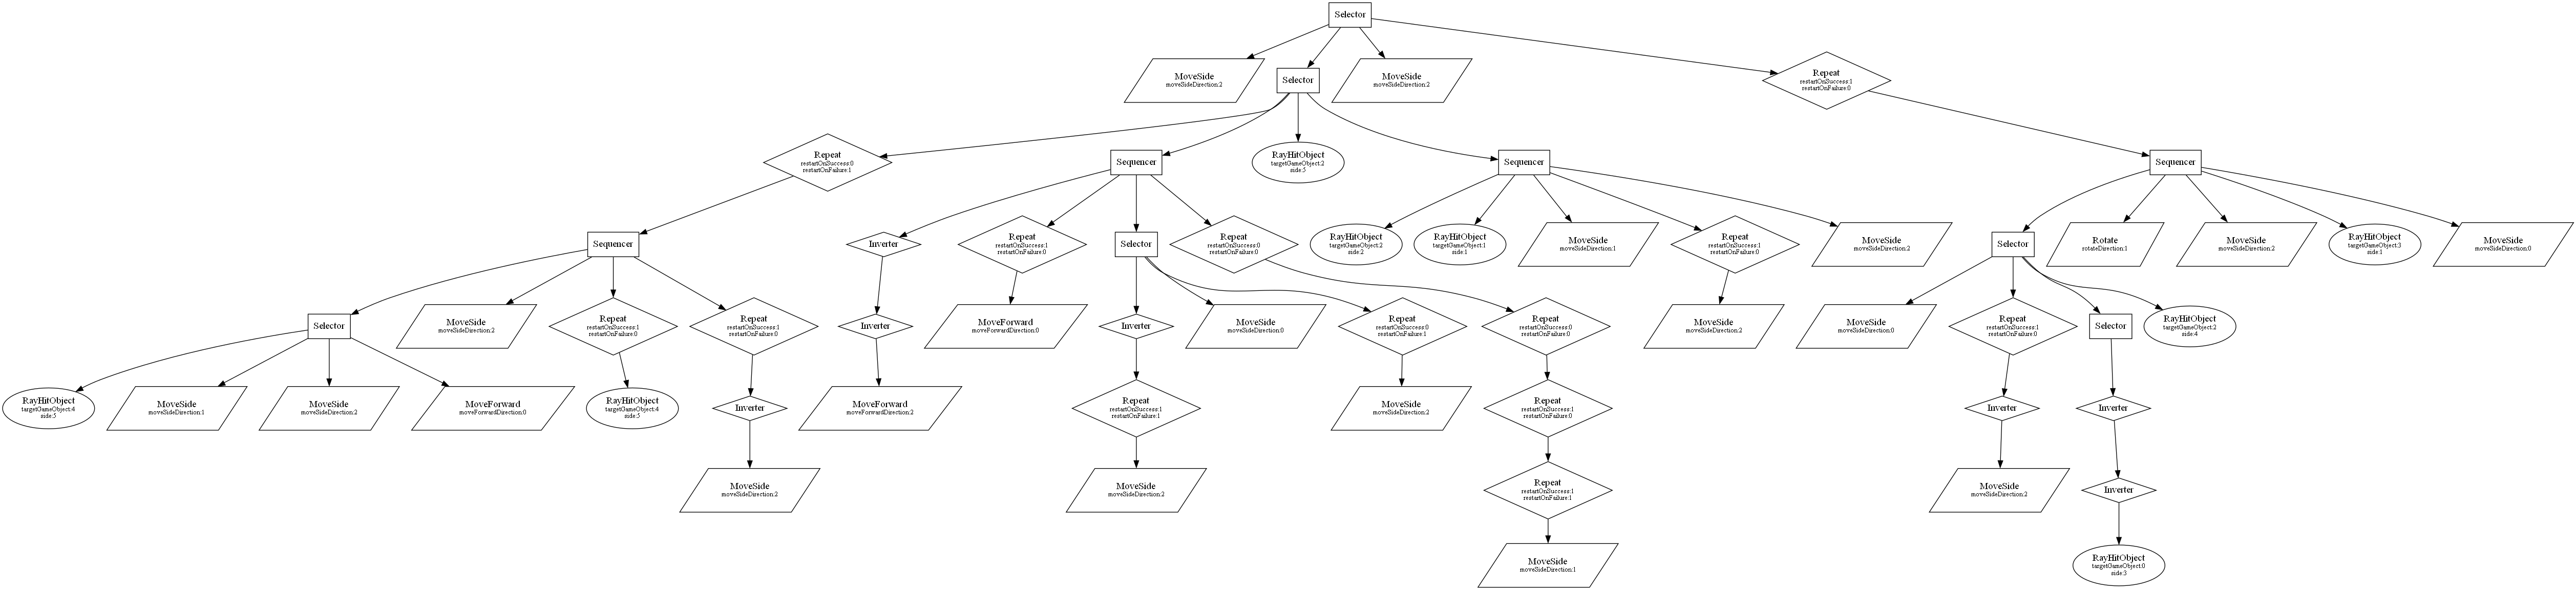 Selector
MoveSide
moveSideDirection:2
Selector
MoveSide
moveSideDirection:2
Repeat
restartOnSuccess:1
restartOnFailure:0
Repeat
restartOnSuccess:0
restartOnFailure:1
Sequencer
RayHitObject
targetGameObject:2
side:5
Sequencer
Sequencer
Sequencer
Inverter
Repeat
restartOnSuccess:1
restartOnFailure:0
Selector
Repeat
restartOnSuccess:0
restartOnFailure:0
RayHitObject
targetGameObject:2
side:2
RayHitObject
targetGameObject:1
side:1
MoveSide
moveSideDirection:1
Repeat
restartOnSuccess:1
restartOnFailure:0
MoveSide
moveSideDirection:2
Selector
Rotate
rotateDirection:1
MoveSide
moveSideDirection:2
RayHitObject
targetGameObject:3
side:1
MoveSide
moveSideDirection:0
Selector
MoveSide
moveSideDirection:2
Repeat
restartOnSuccess:1
restartOnFailure:0
Repeat
restartOnSuccess:1
restartOnFailure:0
Inverter
MoveForward
moveForwardDirection:0
Inverter
MoveSide
moveSideDirection:0
Repeat
restartOnSuccess:0
restartOnFailure:1
Repeat
restartOnSuccess:0
restartOnFailure:0
MoveSide
moveSideDirection:2
MoveSide
moveSideDirection:0
Repeat
restartOnSuccess:1
restartOnFailure:0
Selector
RayHitObject
targetGameObject:2
side:4
RayHitObject
targetGameObject:4
side:5
MoveSide
moveSideDirection:1
MoveSide
moveSideDirection:2
MoveForward
moveForwardDirection:0
RayHitObject
targetGameObject:4
side:5
Inverter
MoveForward
moveForwardDirection:2
Repeat
restartOnSuccess:1
restartOnFailure:1
MoveSide
moveSideDirection:2
Repeat
restartOnSuccess:1
restartOnFailure:0
Inverter
Inverter
MoveSide
moveSideDirection:2
MoveSide
moveSideDirection:2
Repeat
restartOnSuccess:1
restartOnFailure:1
MoveSide
moveSideDirection:2
Inverter
MoveSide
moveSideDirection:1
RayHitObject
targetGameObject:0
side:3